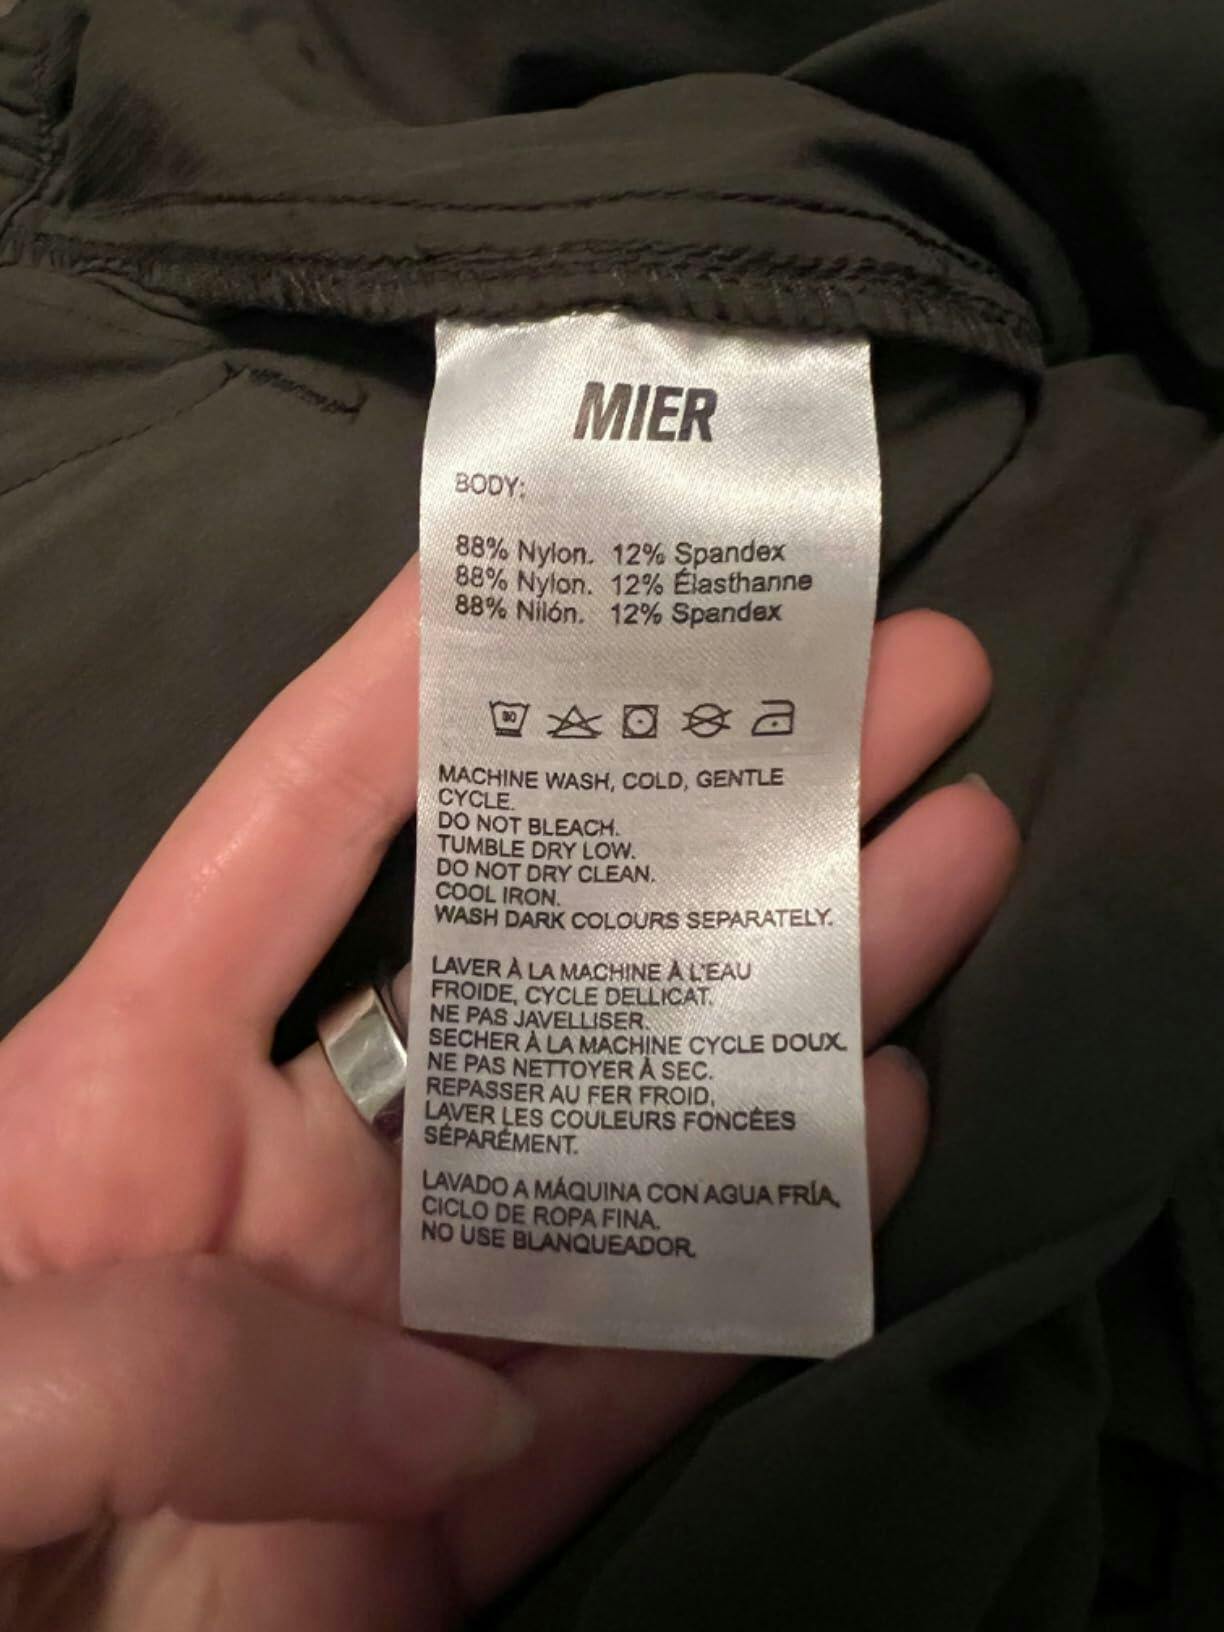 MIER
BODY:
88% Nylon. 12% Spandex
88% Nylon. 12% Élasthanne
88% Nilón. 12% Spandex
30
MACHINE WASH, COLD, GENTLE
CYCLE.
DO NOT BLEACH.
TUMBLE DRY LOW.
DO NOT DRY CLEAN.
COOL IRON.
WASH DARK COLOURS SEPARATELY.
LAVER À LA MACHINE À L'EAU
FROIDE, CYCLE DELLICAT.
NE PAS JAVELLISER.
SECHER À LA MACHINE CYCLE DOUX.
NE PAS NETTOYER À SEC.
REPASSER AU FER FROID,
LAVER LES COULEURS FONCÉES
SÉPARÉMENT.
LAVADO A MÁQUINA CON AGUA FRÍA,
CICLO DE ROPA FINA.
NO USE BLANQUEADOR.